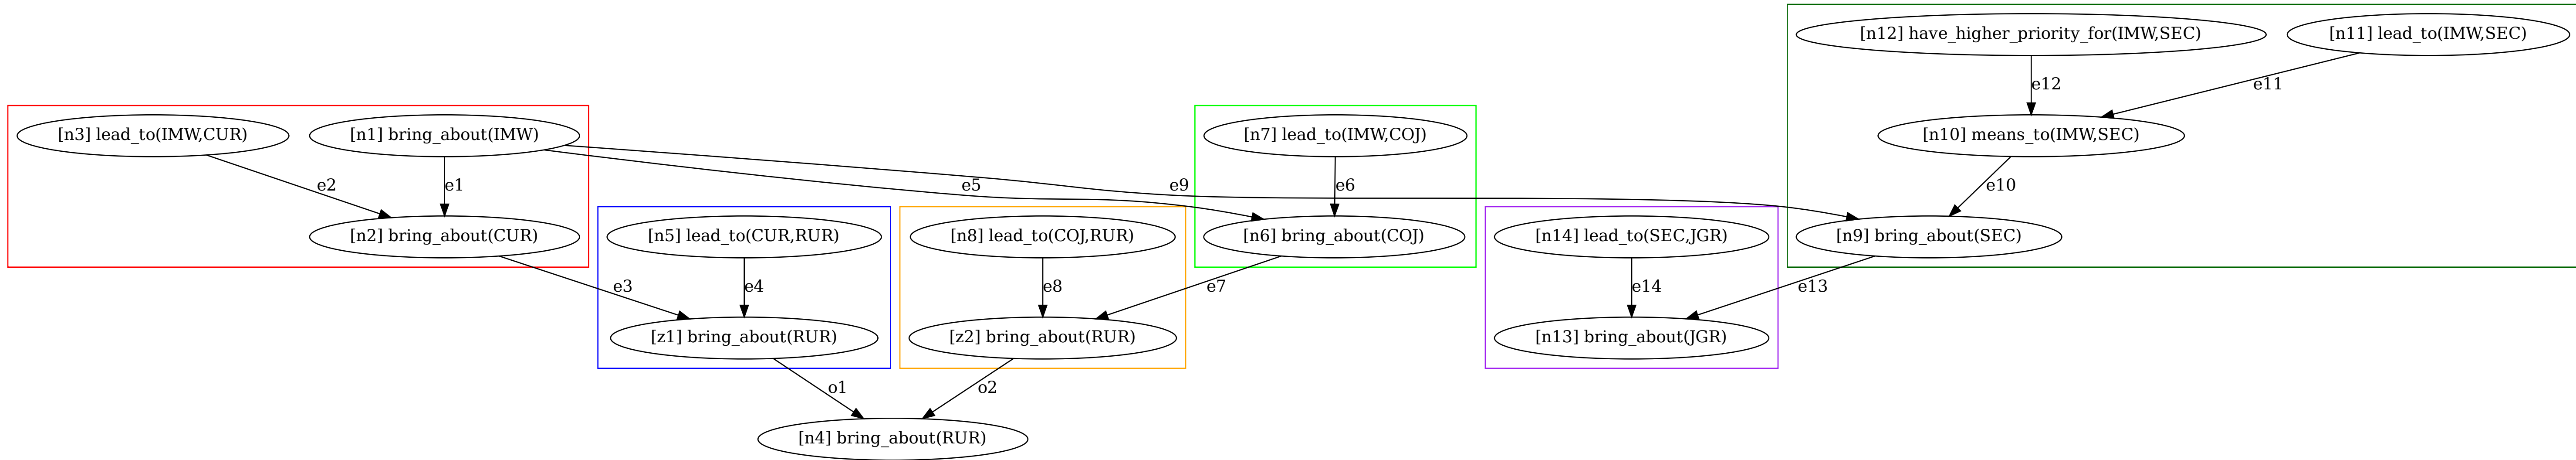 [n12] have_higher_priority_for(IMW,SEC)
[n11] lead_to(IMW,SEC)
e12
e11
[n3] lead_to(IMW,CUR)
[n1] bring_about(IMW)
[n7] lead_to(IMW,COJ)
[n10] means_to(IMW,SEC)
e2
e1
e5
e9
e6
e10
[n2] bring_about(CUR)
[n5] lead_to(CUR,RUR)
[n8] lead_to(COJ,RUR)
[n6] bring_about(COJ)
[n14] lead_to(SEC,JGR)
[n9] bring_about(SEC)
e3
e4
e8
e7
e14
e13
[z1] bring_about(RUR)
[z2] bring_about(RUR)
[n13] bring_about(JGR)
o1
o2
[n4] bring_about(RUR)